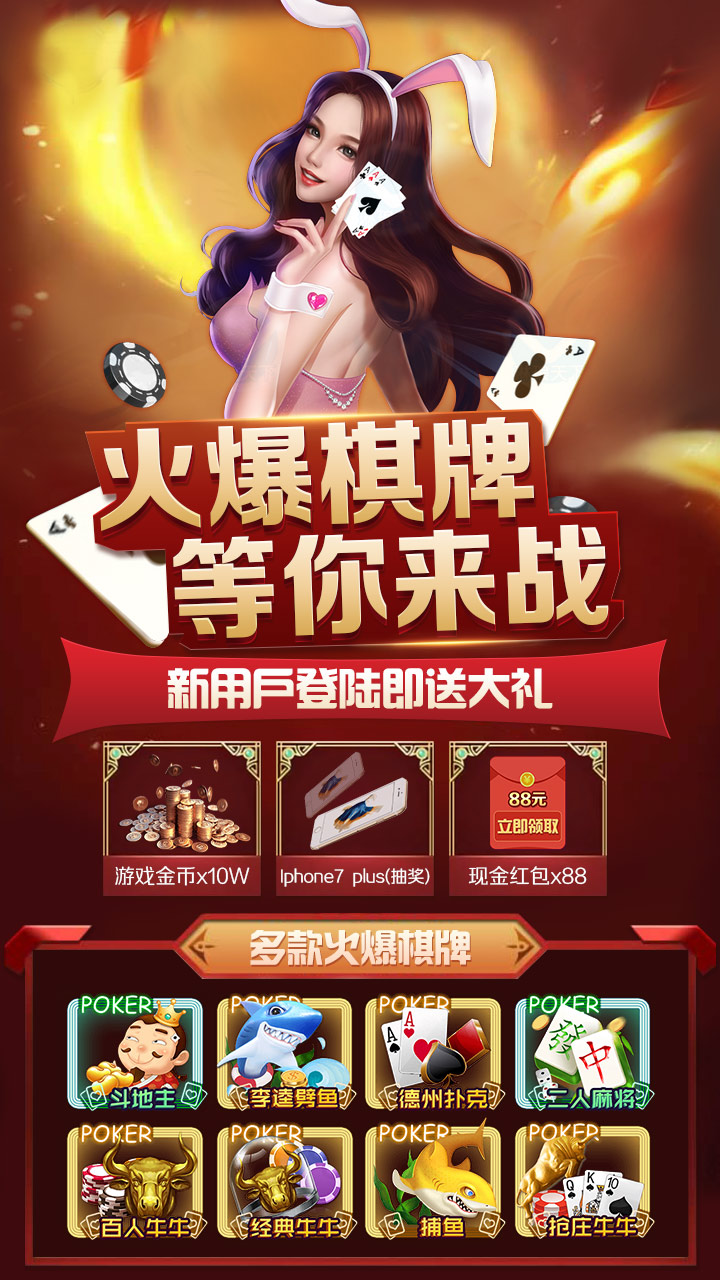 火爆棋牌
等你来战
新用戶登陆即送大礼
88元
立即领取
游戏金币x10W
Iphone7 plus(抽奖)
现金红包x88
多款火爆棋牌
POKER
POKER
POKER
POKER
斗地主
李逵劈鱼
德州扑克
二人麻将
POKER
POKER
POKER
POKER
百人牛牛
经典牛牛
捕鱼
抢庄牛牛